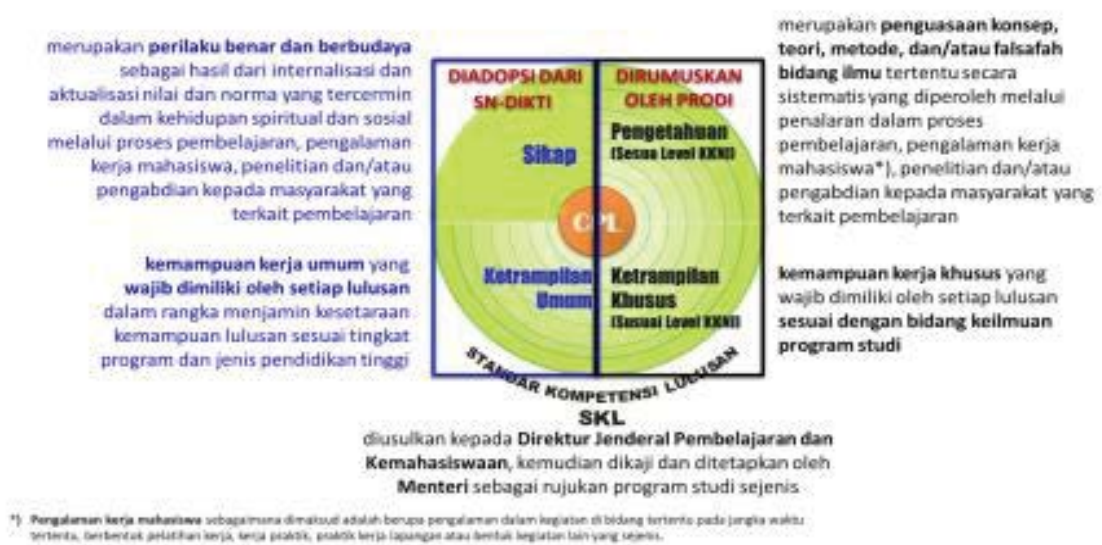 merupakan perilaku benar dan berbudaya
sebagai hasil dari internalisasi dan
aktualisasi nilai dan norma yang tercermin
dalam kehidupan spiritual dan sosial
melalui proses pembelajaran, pengalaman
kerja mahasiswa, penelitian dan/atau
pengabdian kepada masyarakat yang
terkait pembelajaran
kemampuan kerja umum yang
wajib dimiliki oleh setiap lulusan
dalam rangka menjamin kesetaraan
kemampuan lulusan sesuai tingkat
program dan jenis pendidikan tinggi
DIADOPSI DARI
SN-DIKTI
Sikap
Ketrampilan
Umum
DIRUMUSKAN
OLEH PRODI
Pengetahuan
(Sesua Level KKNI)
CPL
Ketrampilan
Khusus
(Sesuai Level KKNI)
merupakan penguasaan konsep,
teori, metode, dan/atau falsafah
bidang ilmu tertentu secara
sistematis yang diperoleh melalui
penalaran dalam proses
pembelajaran, pengalaman kerja
mahasiswa*), penelitian dan/atau
pengabdian kepada masyarakat yang
terkait pembelajaran
kemampuan kerja khusus yang
wajib dimiliki oleh setiap lulusan
sesuai dengan bidang keilmuan
program studi
STANDAR KOMPETENSI LULUSAN
SKL
diusulkan kepada Direktur Jenderal Pembelajaran dan
Kemahasiswaan, kemudian dikaji dan ditetapkan oleh
Menteri sebagai rujukan program studi sejenis
*) Pengalaman kerja mahasiswa sebagaimana dimaksud adalah berupa pengalaman dalam kegiatan di bidang tertentu pada jangka waktu
tertentu, berbentuk pelatihan kerja, kerja praktik, praktik kerja lapangan atau bentuk kegiatan lain yang sejenis.